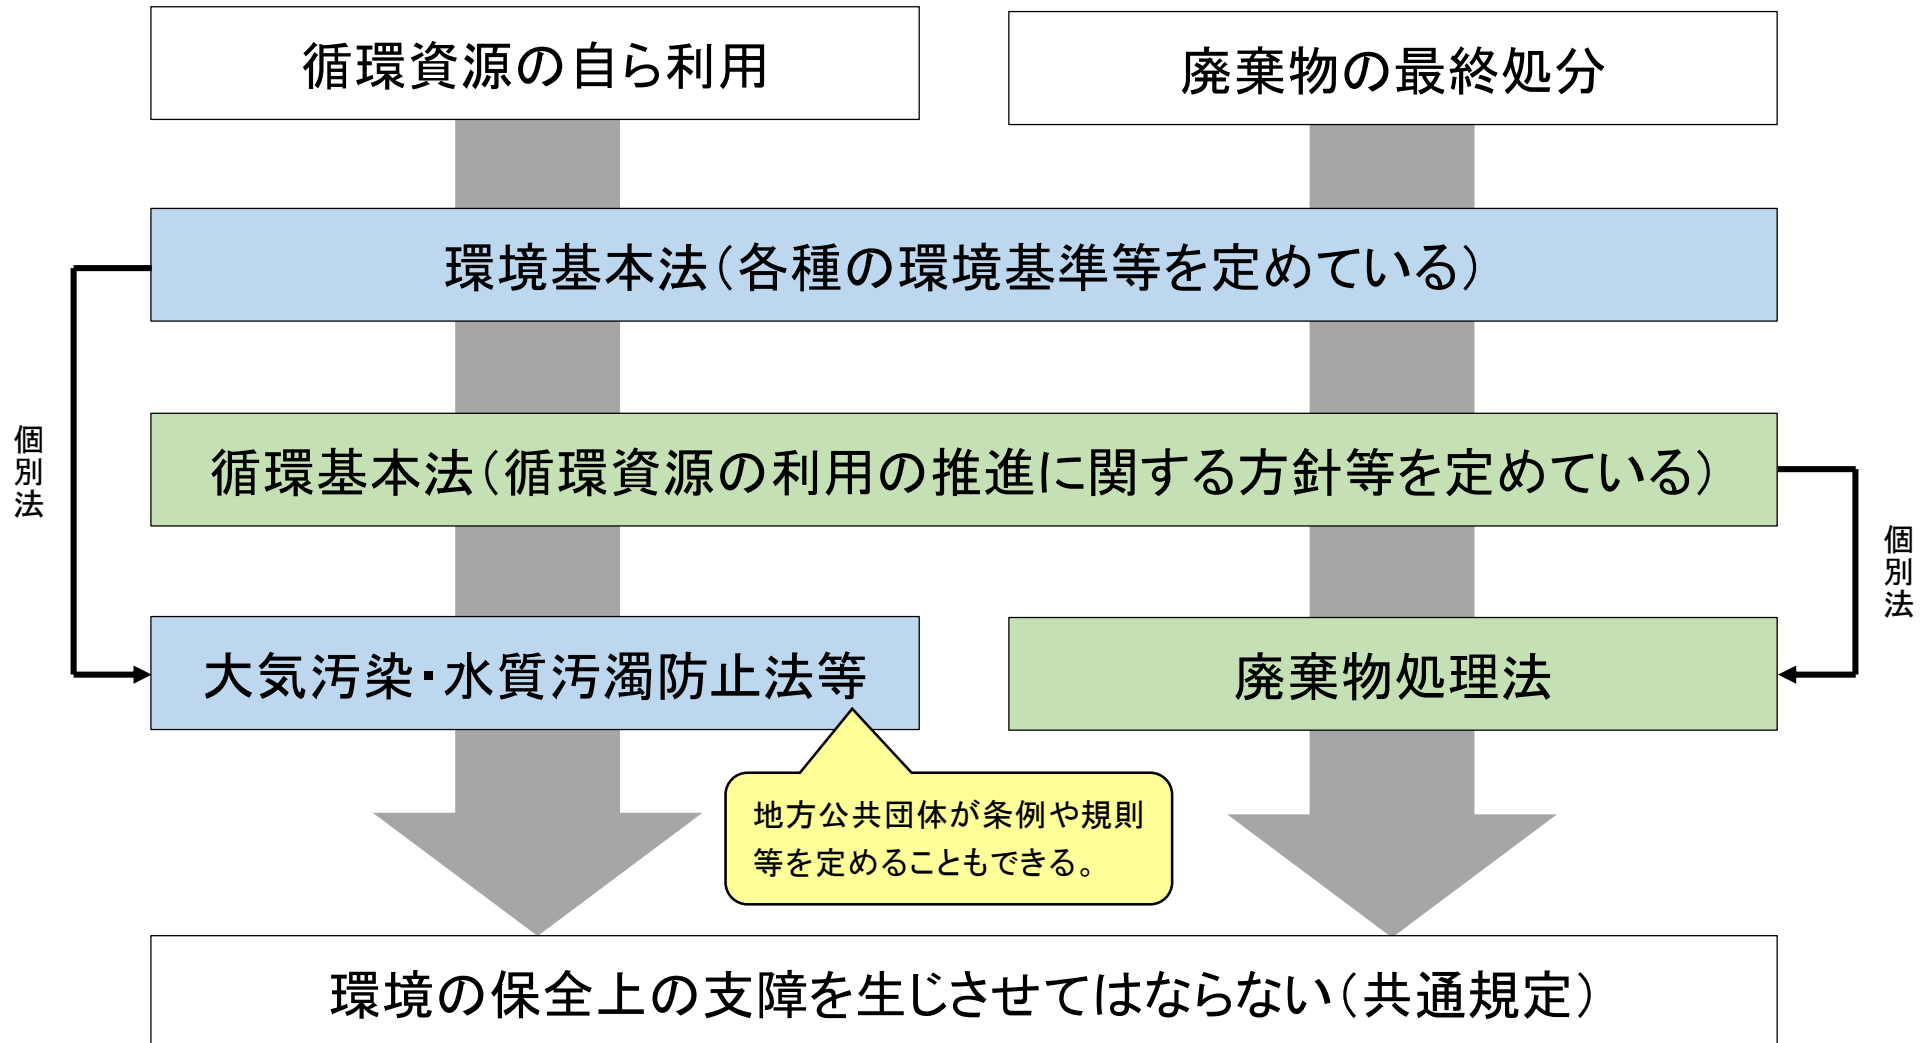 循環資源の自ら利用
廃棄物の最終処分
環境基本法（各種の環境基準等を定めている）
個別法
循環基本法（循環資源の利用の推進に関する方針等を定めている）
個別法
大気汚染・水質汚濁防止法等
廃棄物処理法
地方公共団体が条例や規則
等を定めることもできる。
環境の保全上の支障を生じさせてはならない（共通規定）